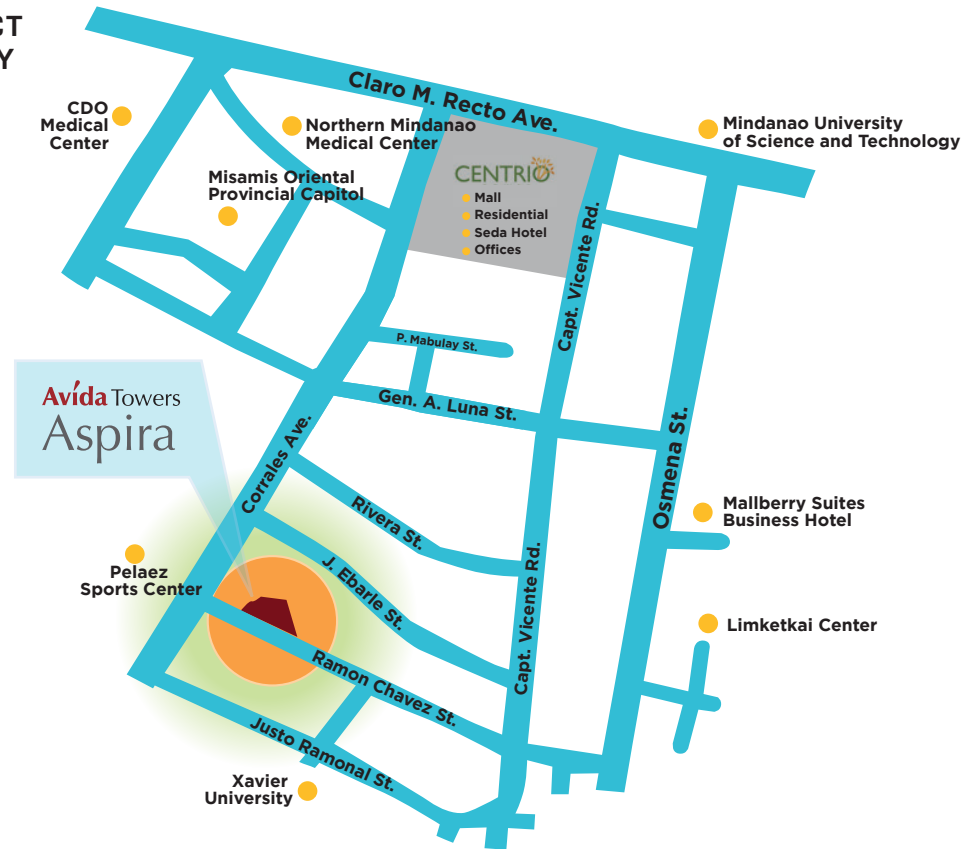 CT
Y
Claro M. Recto Ave.
CDO
Medical
Center
Northern Mindanao
Medical Center
Mindanao University
of Science and Technology
CENTRIO
Mall
Residential
Seda Hotel
Offices
Misamis Oriental
Provincial Capitol
Capt. Vicente Rd.
P. Mabulay St.
Gen. A. Luna St.
Avída Towers
Aspira
Corrales Ave.
Osmena St.
Rivera St.
Mallberry Suites
Business Hotel
J. Ebarle St.
Capt. Vicente Rd.
Pelaez
Sports Center
Limketkai Center
Ramon Chavez St.
Justo Ramonal St.
Xavier
University